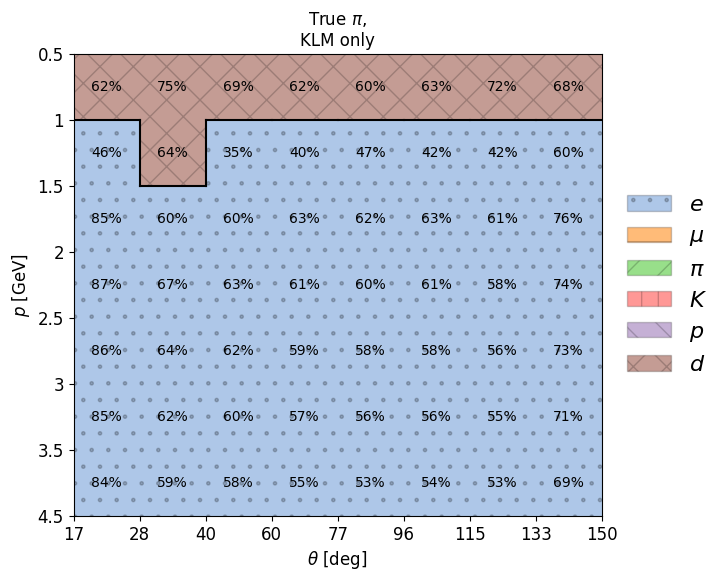 True π,
KLM only
0.5
62% 75% 69% 62% 60% 63% 72% 68%
1
46% 64% 35% 40% 47% 42% 42% 60%
1.5
85% 60% 60% 63% 62% 63% 61% 76%
2
87% 67% 63% 61% 60% 61% 58% 74%
2.5
86% 64% 62% 59% 58% 58% 56% 73%
3
85% 62% 60% 57% 56% 56% 55% 71%
3.5
84% 59% 58% 55% 53% 54% 53% 69%
4
4.5
p [GeV]
17 28 40 60 77 96 115 133 150
θ [deg]
e
μ
π
K
p
d